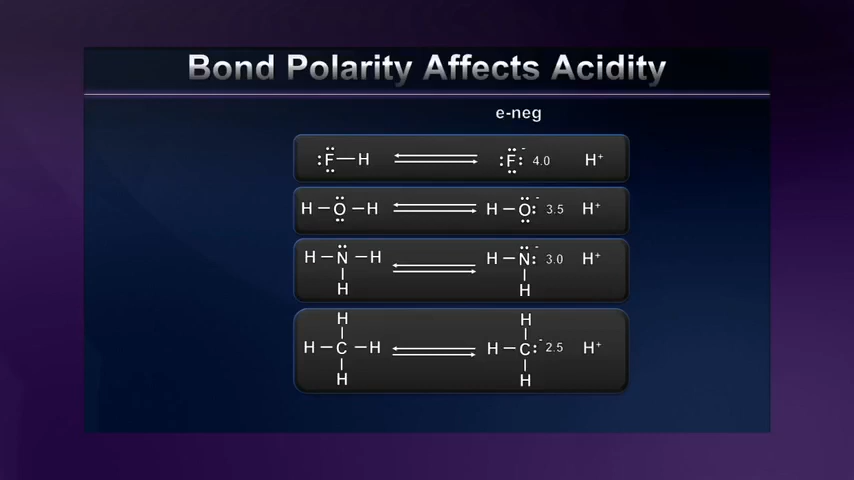 Bond Polarity Affects Acidity
e-neg
:F̈—H ⇌ :F̈:⁻ 4.0 H⁺
H—Ö—H ⇌ H—Ö:⁻ 3.5 H⁺
H—N—H ⇌ H—N:⁻ 3.0 H⁺
H H
H H
H—C—H ⇌ H—C:⁻ 2.5 H⁺
H H